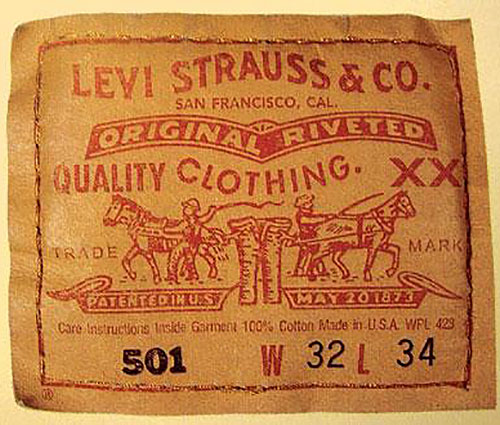 LEVI STRAUSS & CO.
SAN FRANCISCO, CAL.
ORIGINAL RIVETED
QUALITY CLOTHING. XX
TRADE MARK
PATENTED IN U.S. MAY 20 1873
Care Instructions Inside Garment 100% Cotton Made in U.S.A. WPL 423
501 W 32 L 34
®